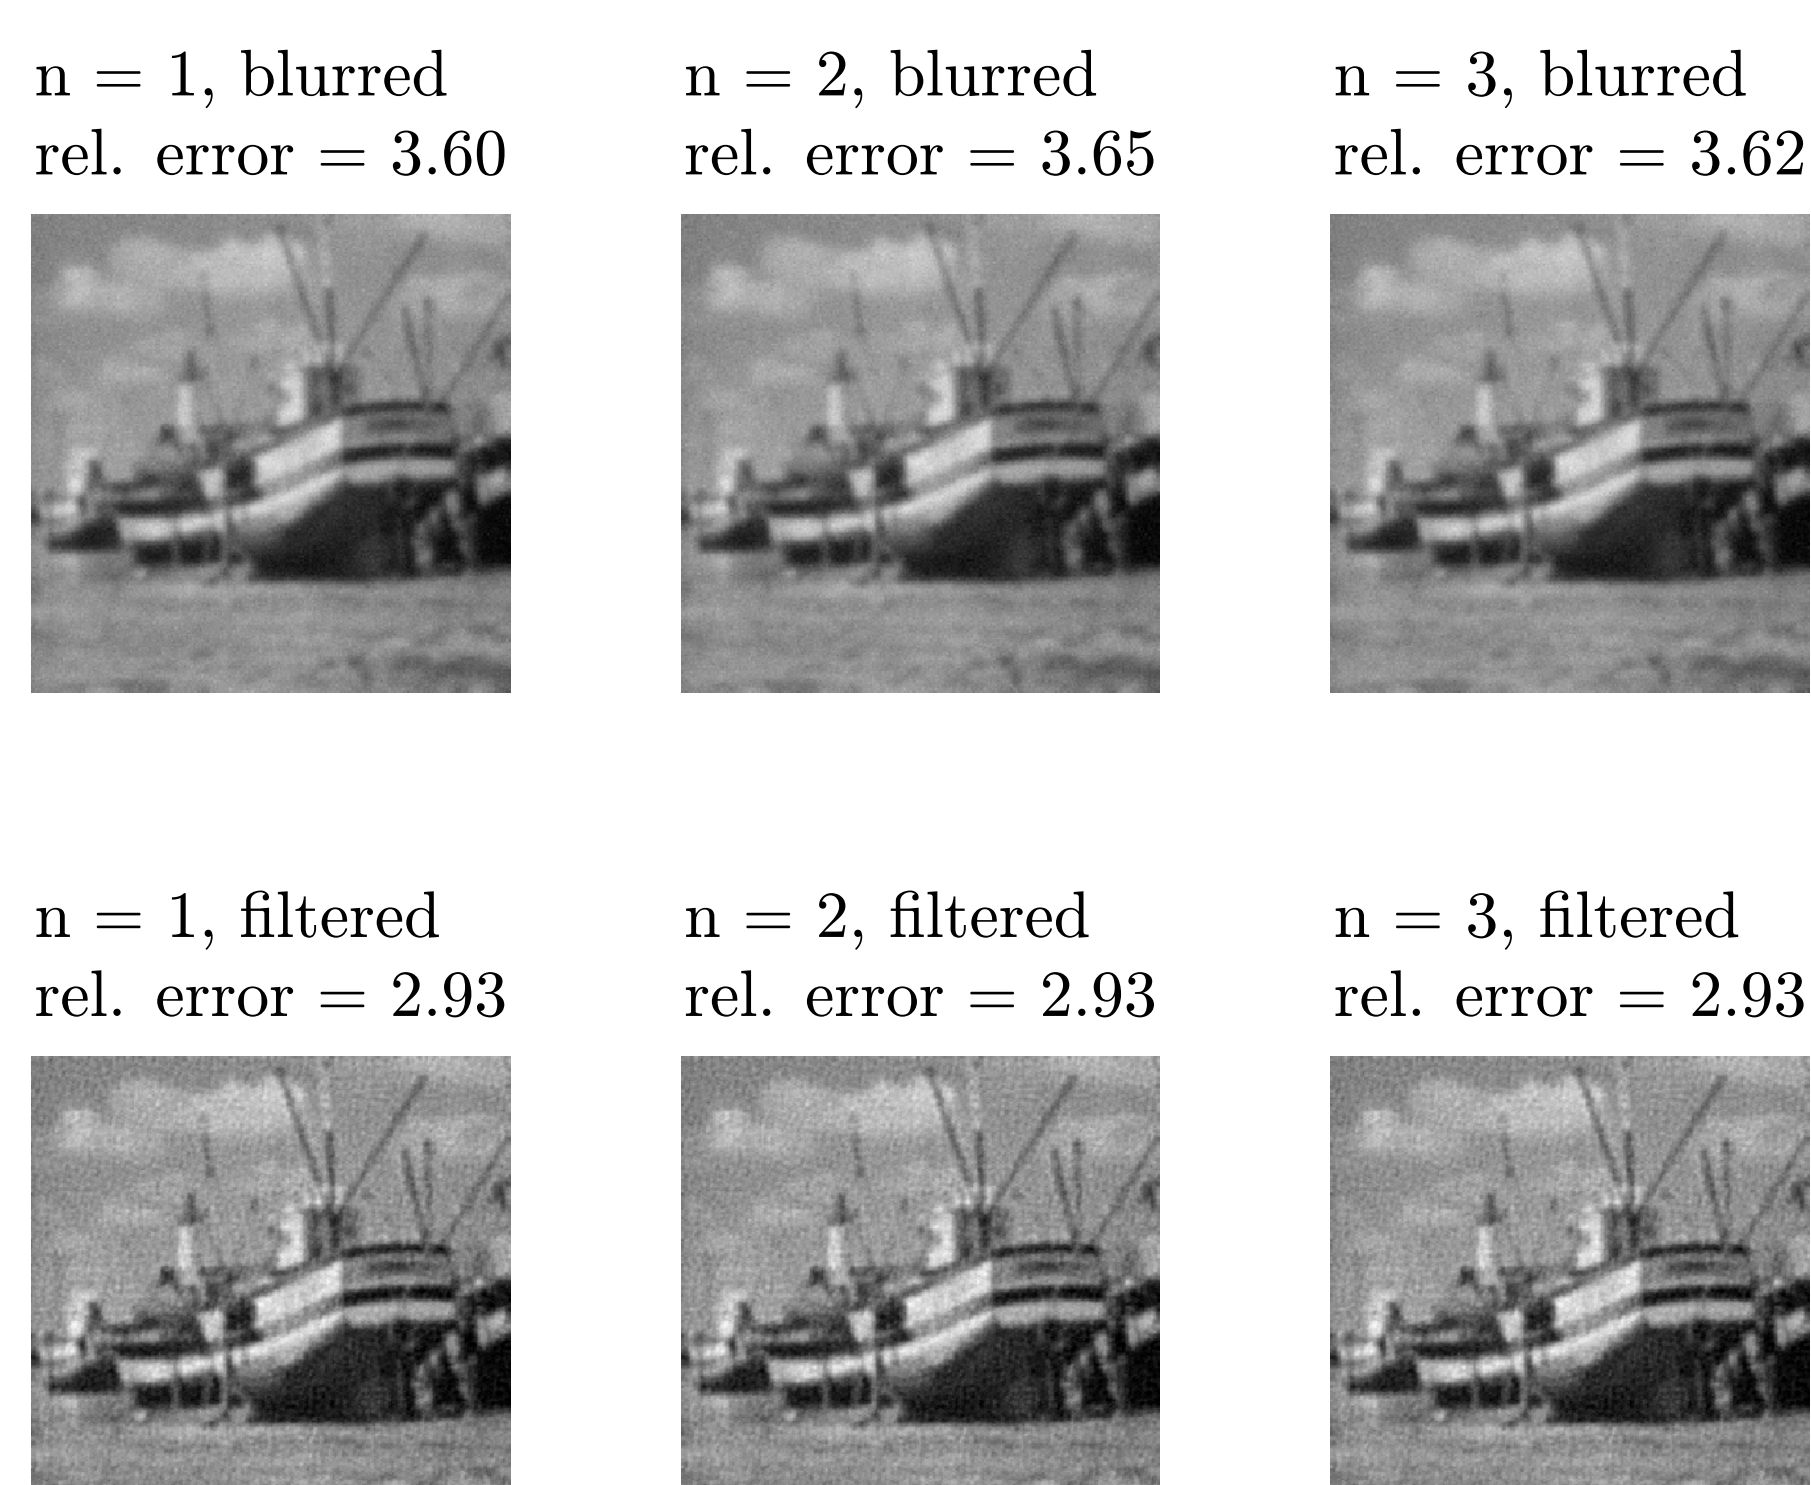 n = 1, blurred
rel. error = 3.60
n = 2, blurred
rel. error = 3.65
n = 3, blurred
rel. error = 3.62
n = 1, filtered
rel. error = 2.93
n = 2, filtered
rel. error = 2.93
n = 3, filtered
rel. error = 2.93